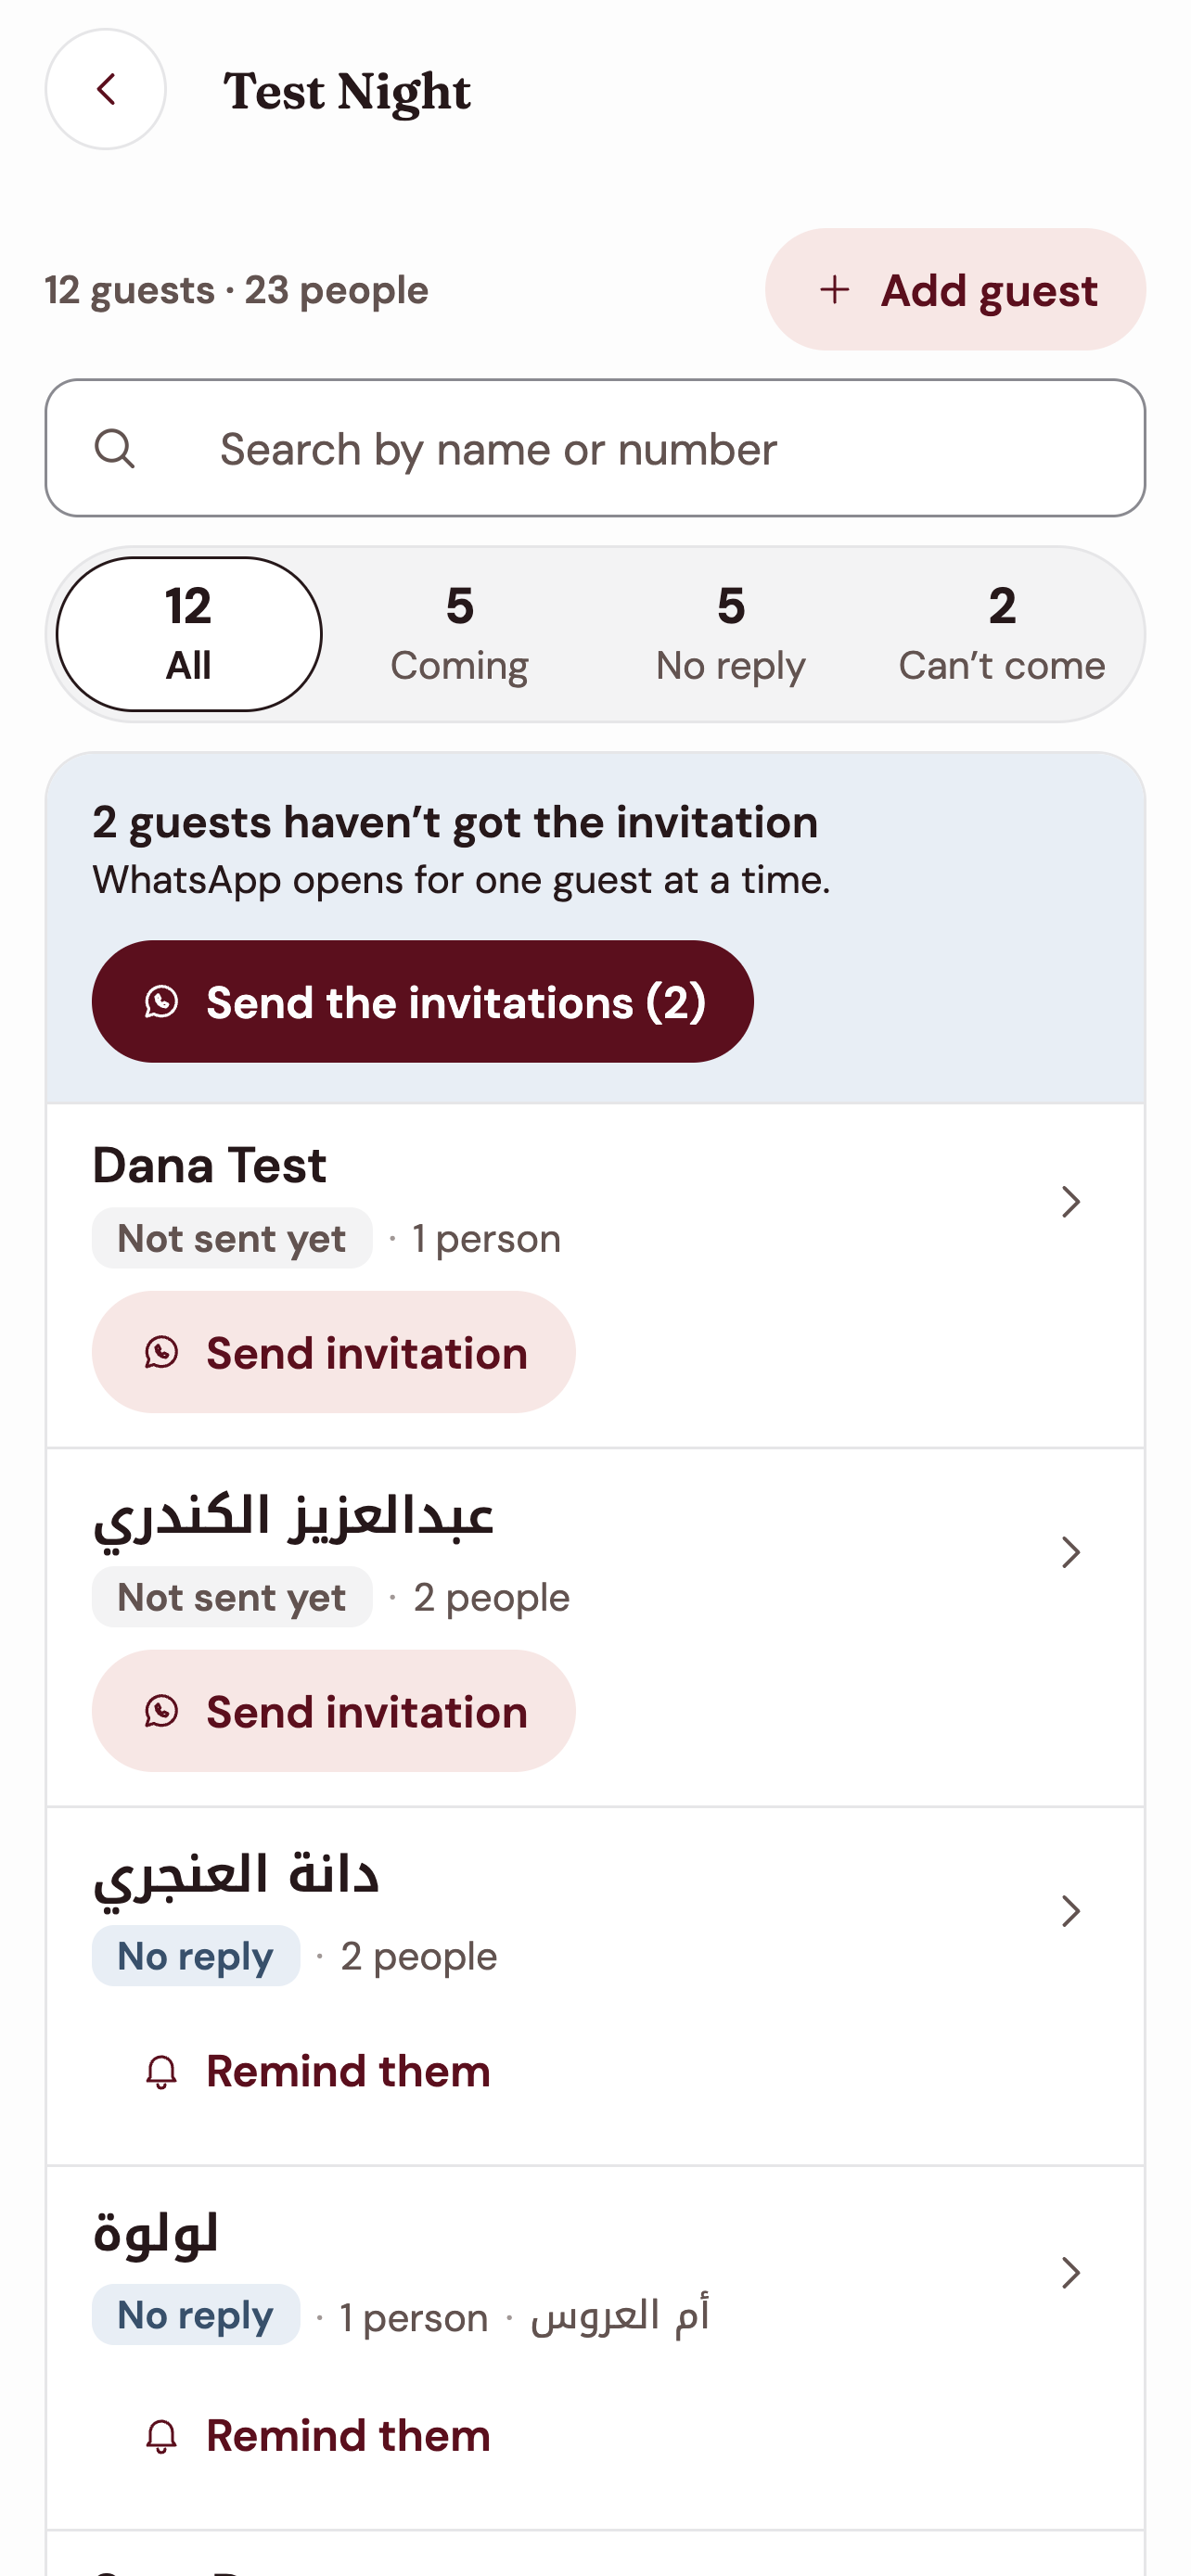 Test Night
12 guests · 23 people
+ Add guest
Search by name or number
12
All
5
Coming
5
No reply
2
Can’t come
2 guests haven’t got the invitation
WhatsApp opens for one guest at a time.
Send the invitations (2)
Dana Test
Not sent yet · 1 person
Send invitation
عبدالعزيز الكندري
Not sent yet · 2 people
Send invitation
دانة العنجري
No reply · 2 people
Remind them
لولوة
No reply · 1 person · أم العروس
Remind them